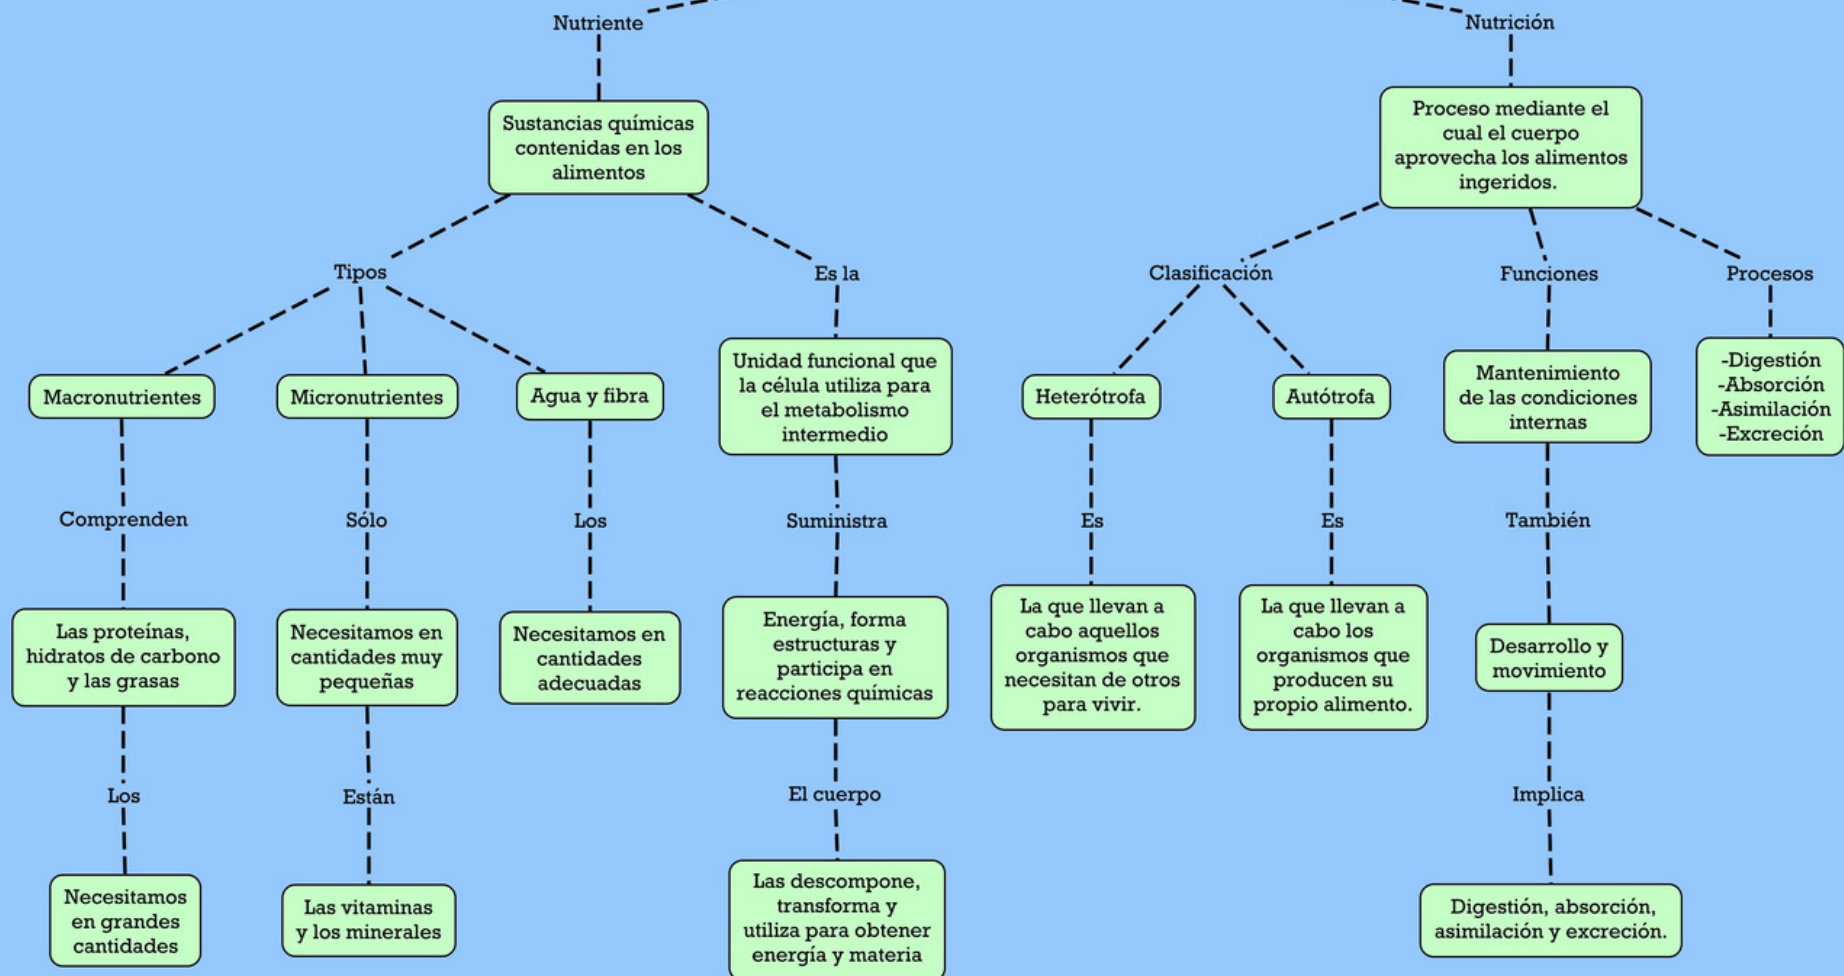 Nutriente
Nutrición
Sustancias químicas
contenidas en los
alimentos
Proceso mediante el
cual el cuerpo
aprovecha los alimentos
ingeridos.
Tipos
Es la
Clasificación
Funciones
Procesos
Macronutrientes
Micronutrientes
Agua y fibra
Unidad funcional que
la célula utiliza para
el metabolismo
intermedio
Heterótrofa
Autótrofa
Mantenimiento
de las condiciones
internas
-Digestión
-Absorción
-Asimilación
-Excreción
Comprenden
Sólo
Los
Suministra
Es
Es
También
Las proteínas,
hidratos de carbono
y las grasas
Necesitamos en
cantidades muy
pequeñas
Necesitamos en
cantidades
adecuadas
Energía, forma
estructuras y
participa en
reacciones químicas
La que llevan a
cabo aquellos
organismos que
necesitan de otros
para vivir.
La que llevan a
cabo los
organismos que
producen su
propio alimento.
Desarrollo y
movimiento
Los
Están
El cuerpo
Implica
Necesitamos
en grandes
cantidades
Las vitaminas
y los minerales
Las descompone,
transforma y
utiliza para obtener
energía y materia
Digestión, absorción,
asimilación y excreción.